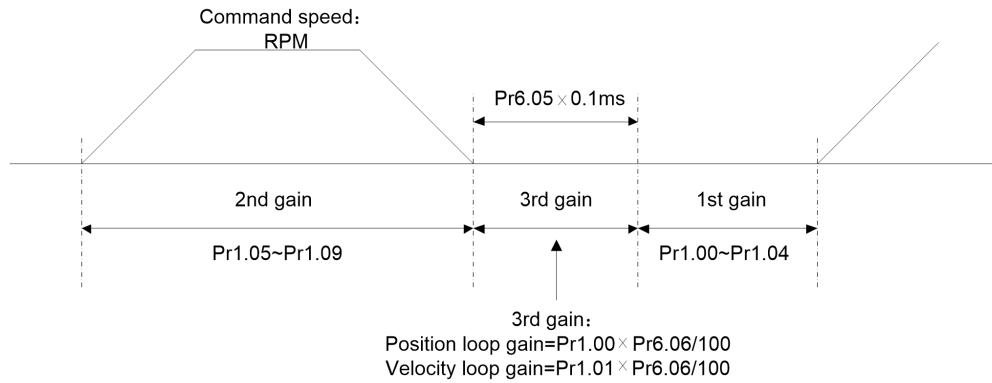 Command speed：
RPM
Pr6.05×0.1ms
2nd gain
3rd gain
1st gain
Pr1.05~Pr1.09
Pr1.00~Pr1.04
3rd gain：
Position loop gain=Pr1.00×Pr6.06/100
Velocity loop gain=Pr1.01×Pr6.06/100